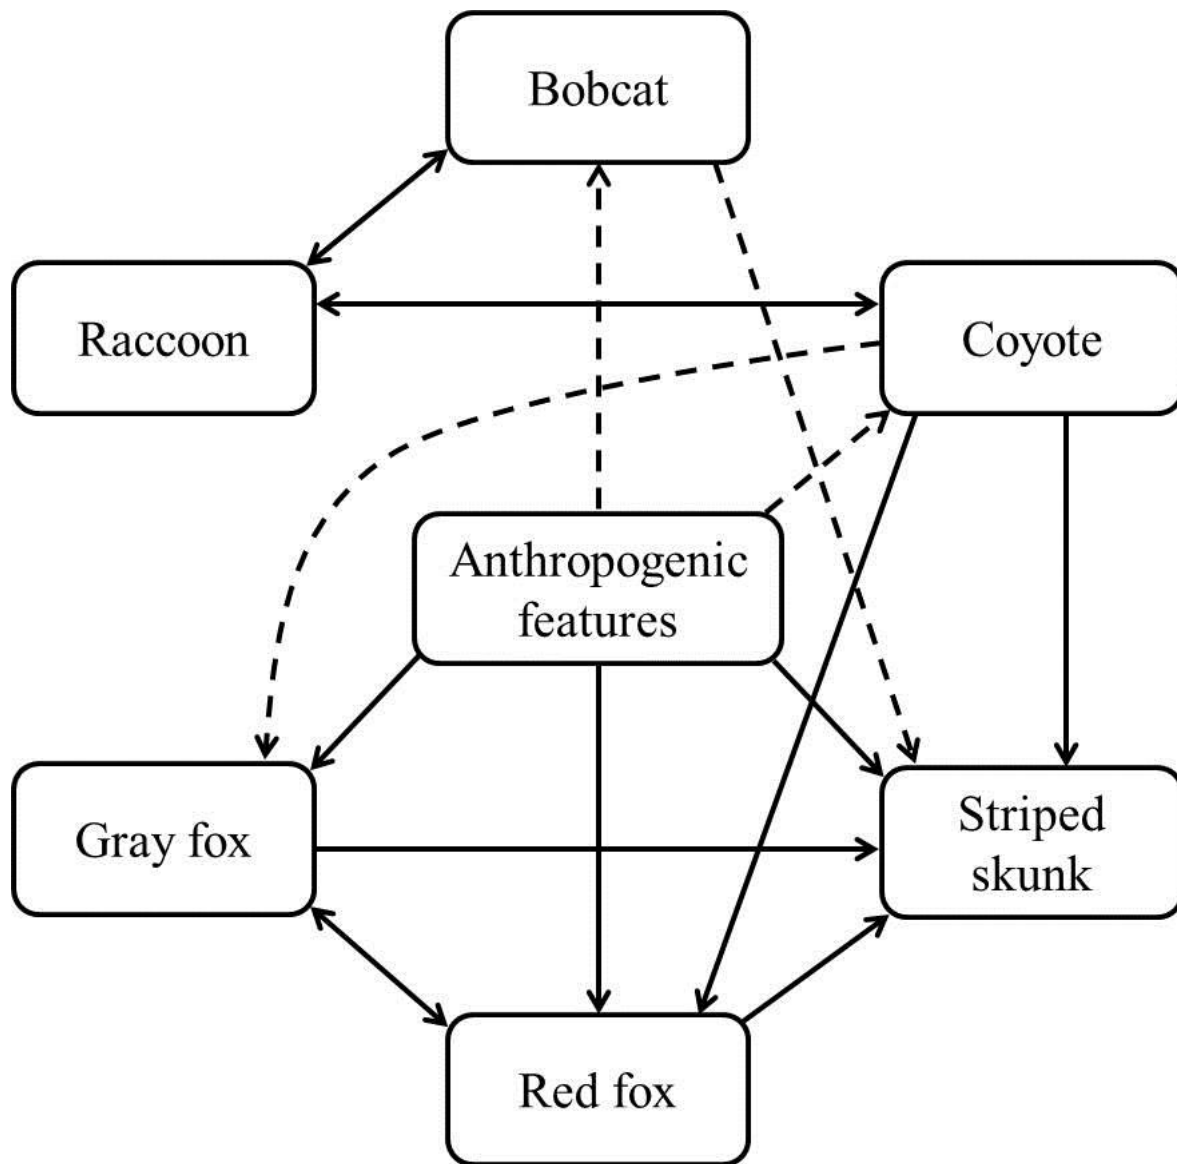 Bobcat
Raccoon
Coyote
Anthropogenic
features
Gray fox
Striped
skunk
Red fox